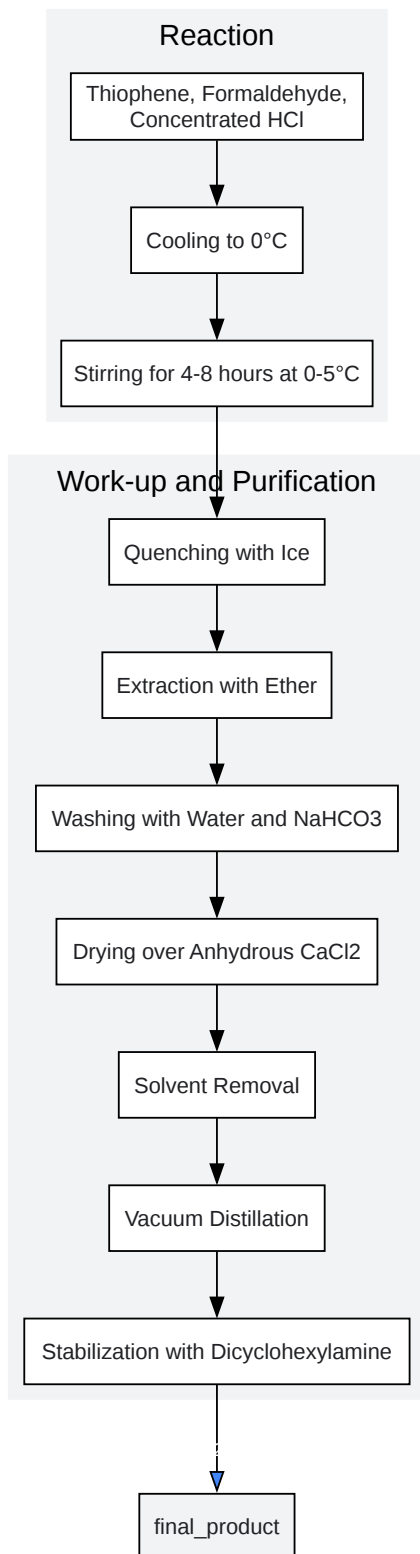 Reaction
Thiophene, Formaldehyde,
Concentrated HCl
Cooling to 0°C
Stirring for 4-8 hours at 0-5°C
Work-up and Purification
Quenching with Ice
Extraction with Ether
Washing with Water and NaHCO3
Drying over Anhydrous CaCl2
Solvent Removal
Vacuum Distillation
Stabilization with Dicyclohexylamine
final_product